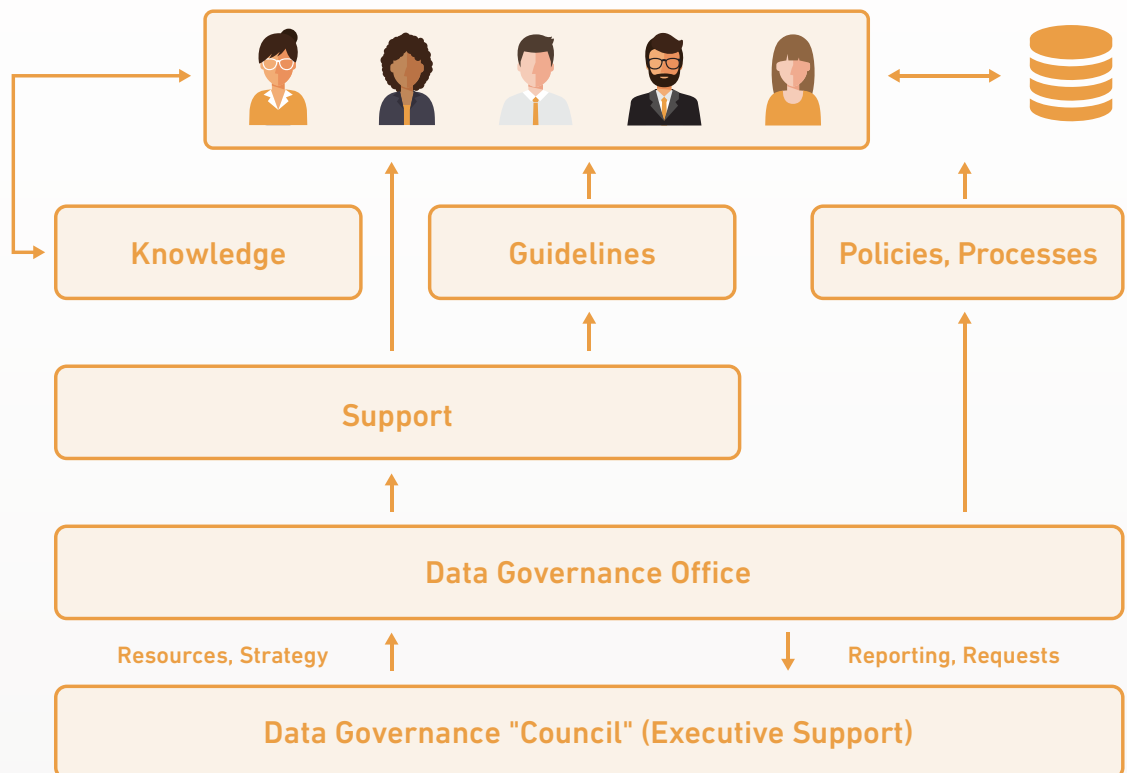 Knowledge
Guidelines
Policies, Processes
Support
Data Governance Office
Resources, Strategy
Reporting, Requests
Data Governance "Council" (Executive Support)